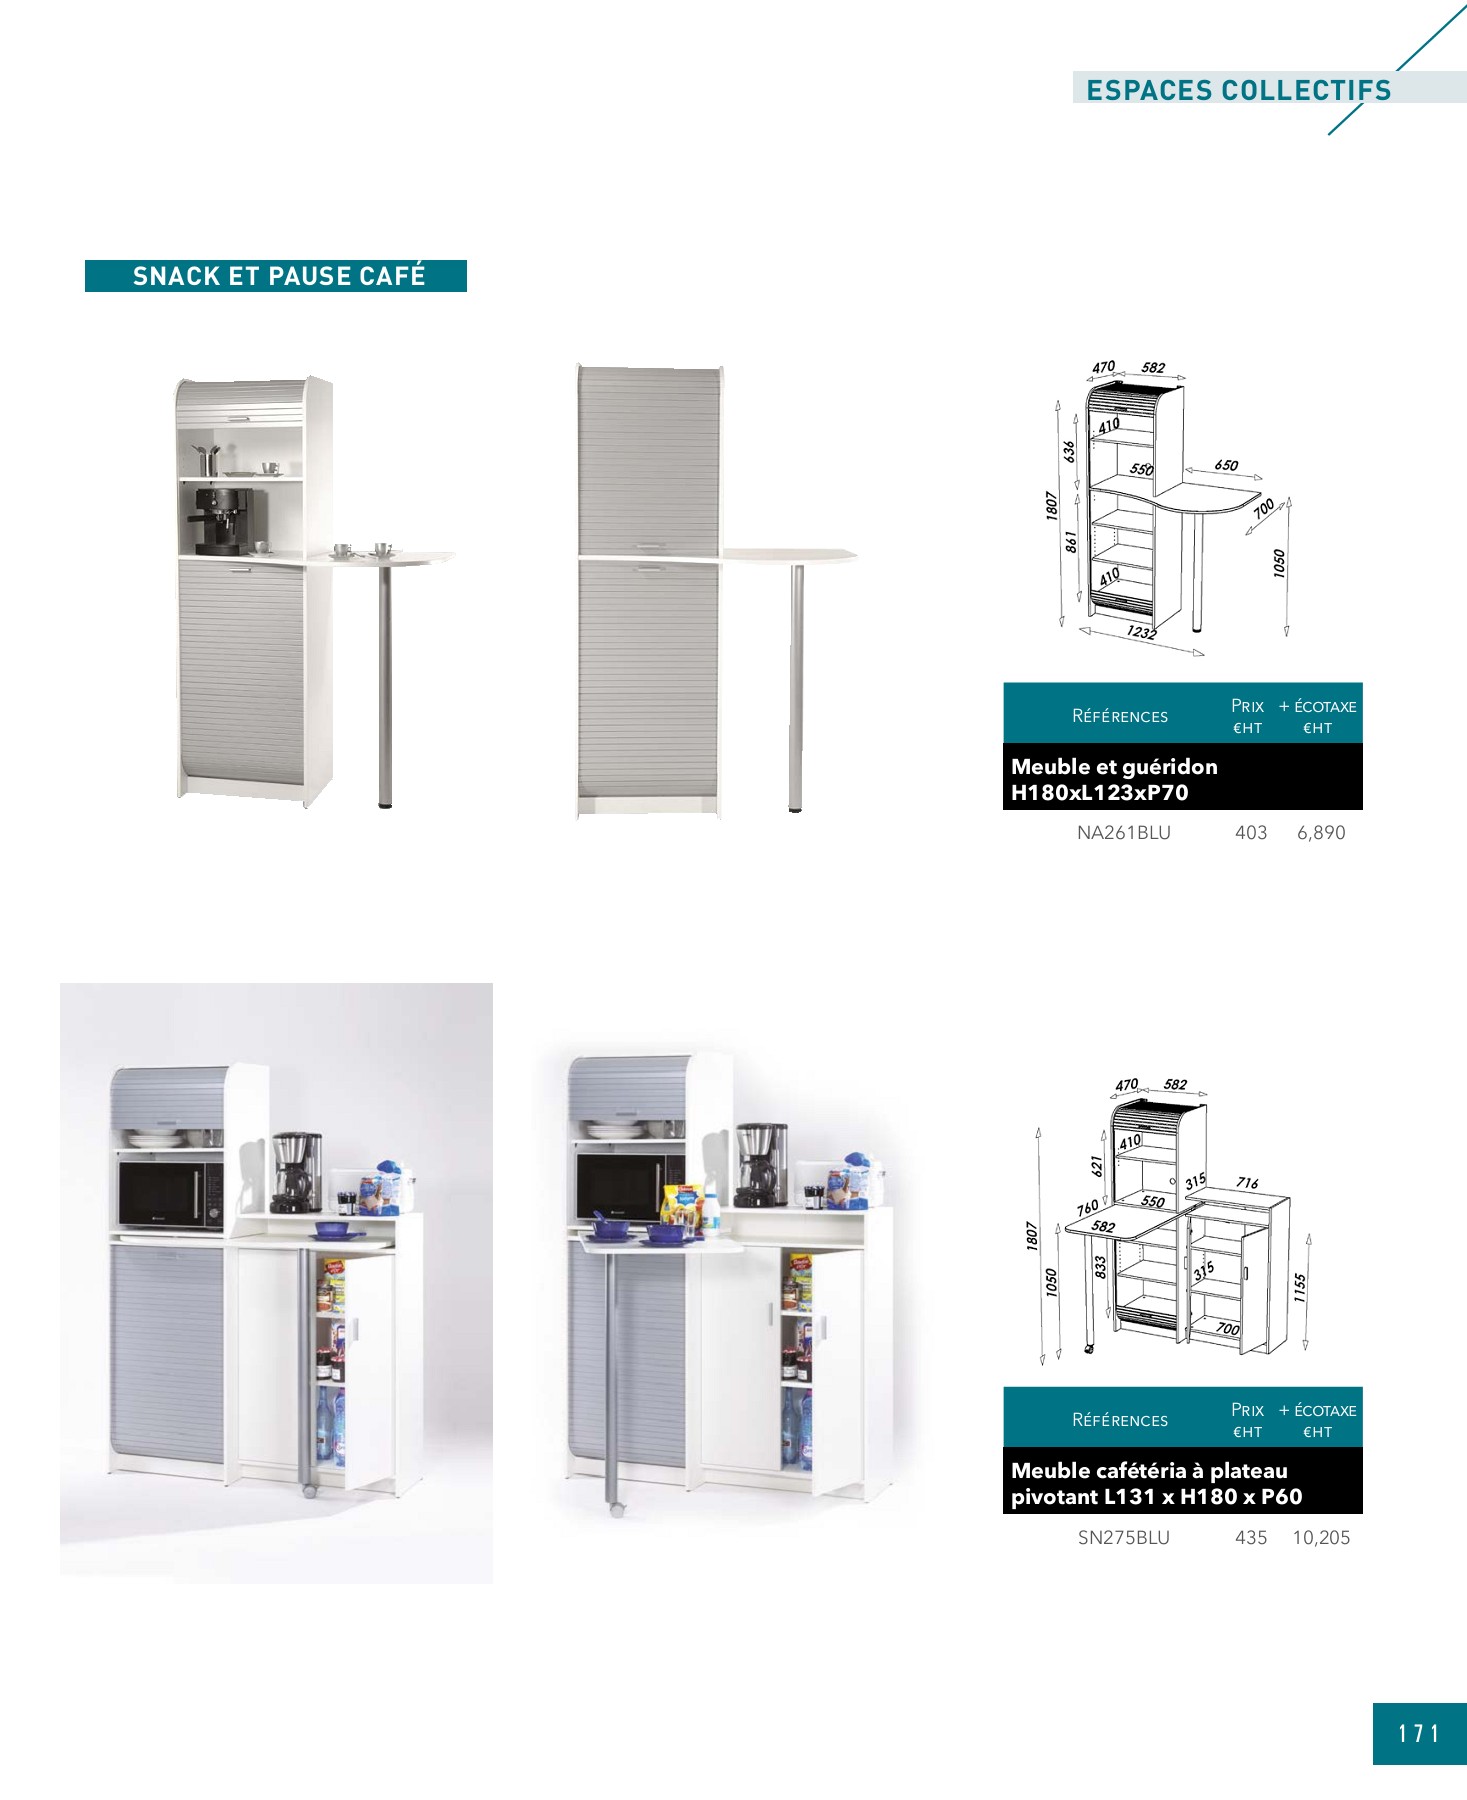 ESPACES COLLECTIFS
SNACK ET PAUSE CAFÉ
470 582
410
636
550
650
1807
700
861
1050
410
1232
RÉFÉRENCES PRIX €HT + ÉCOTAXE €HT
Meuble et guéridon
H180xL123xP70
NA261BLU 403 6,890
470 582
410
621
315 716
760 550
582
1807
833
315
1050
1155
700
RÉFÉRENCES PRIX €HT + ÉCOTAXE €HT
Meuble cafétéria à plateau
pivotant L131 x H180 x P60
SN275BLU 435 10,205
171